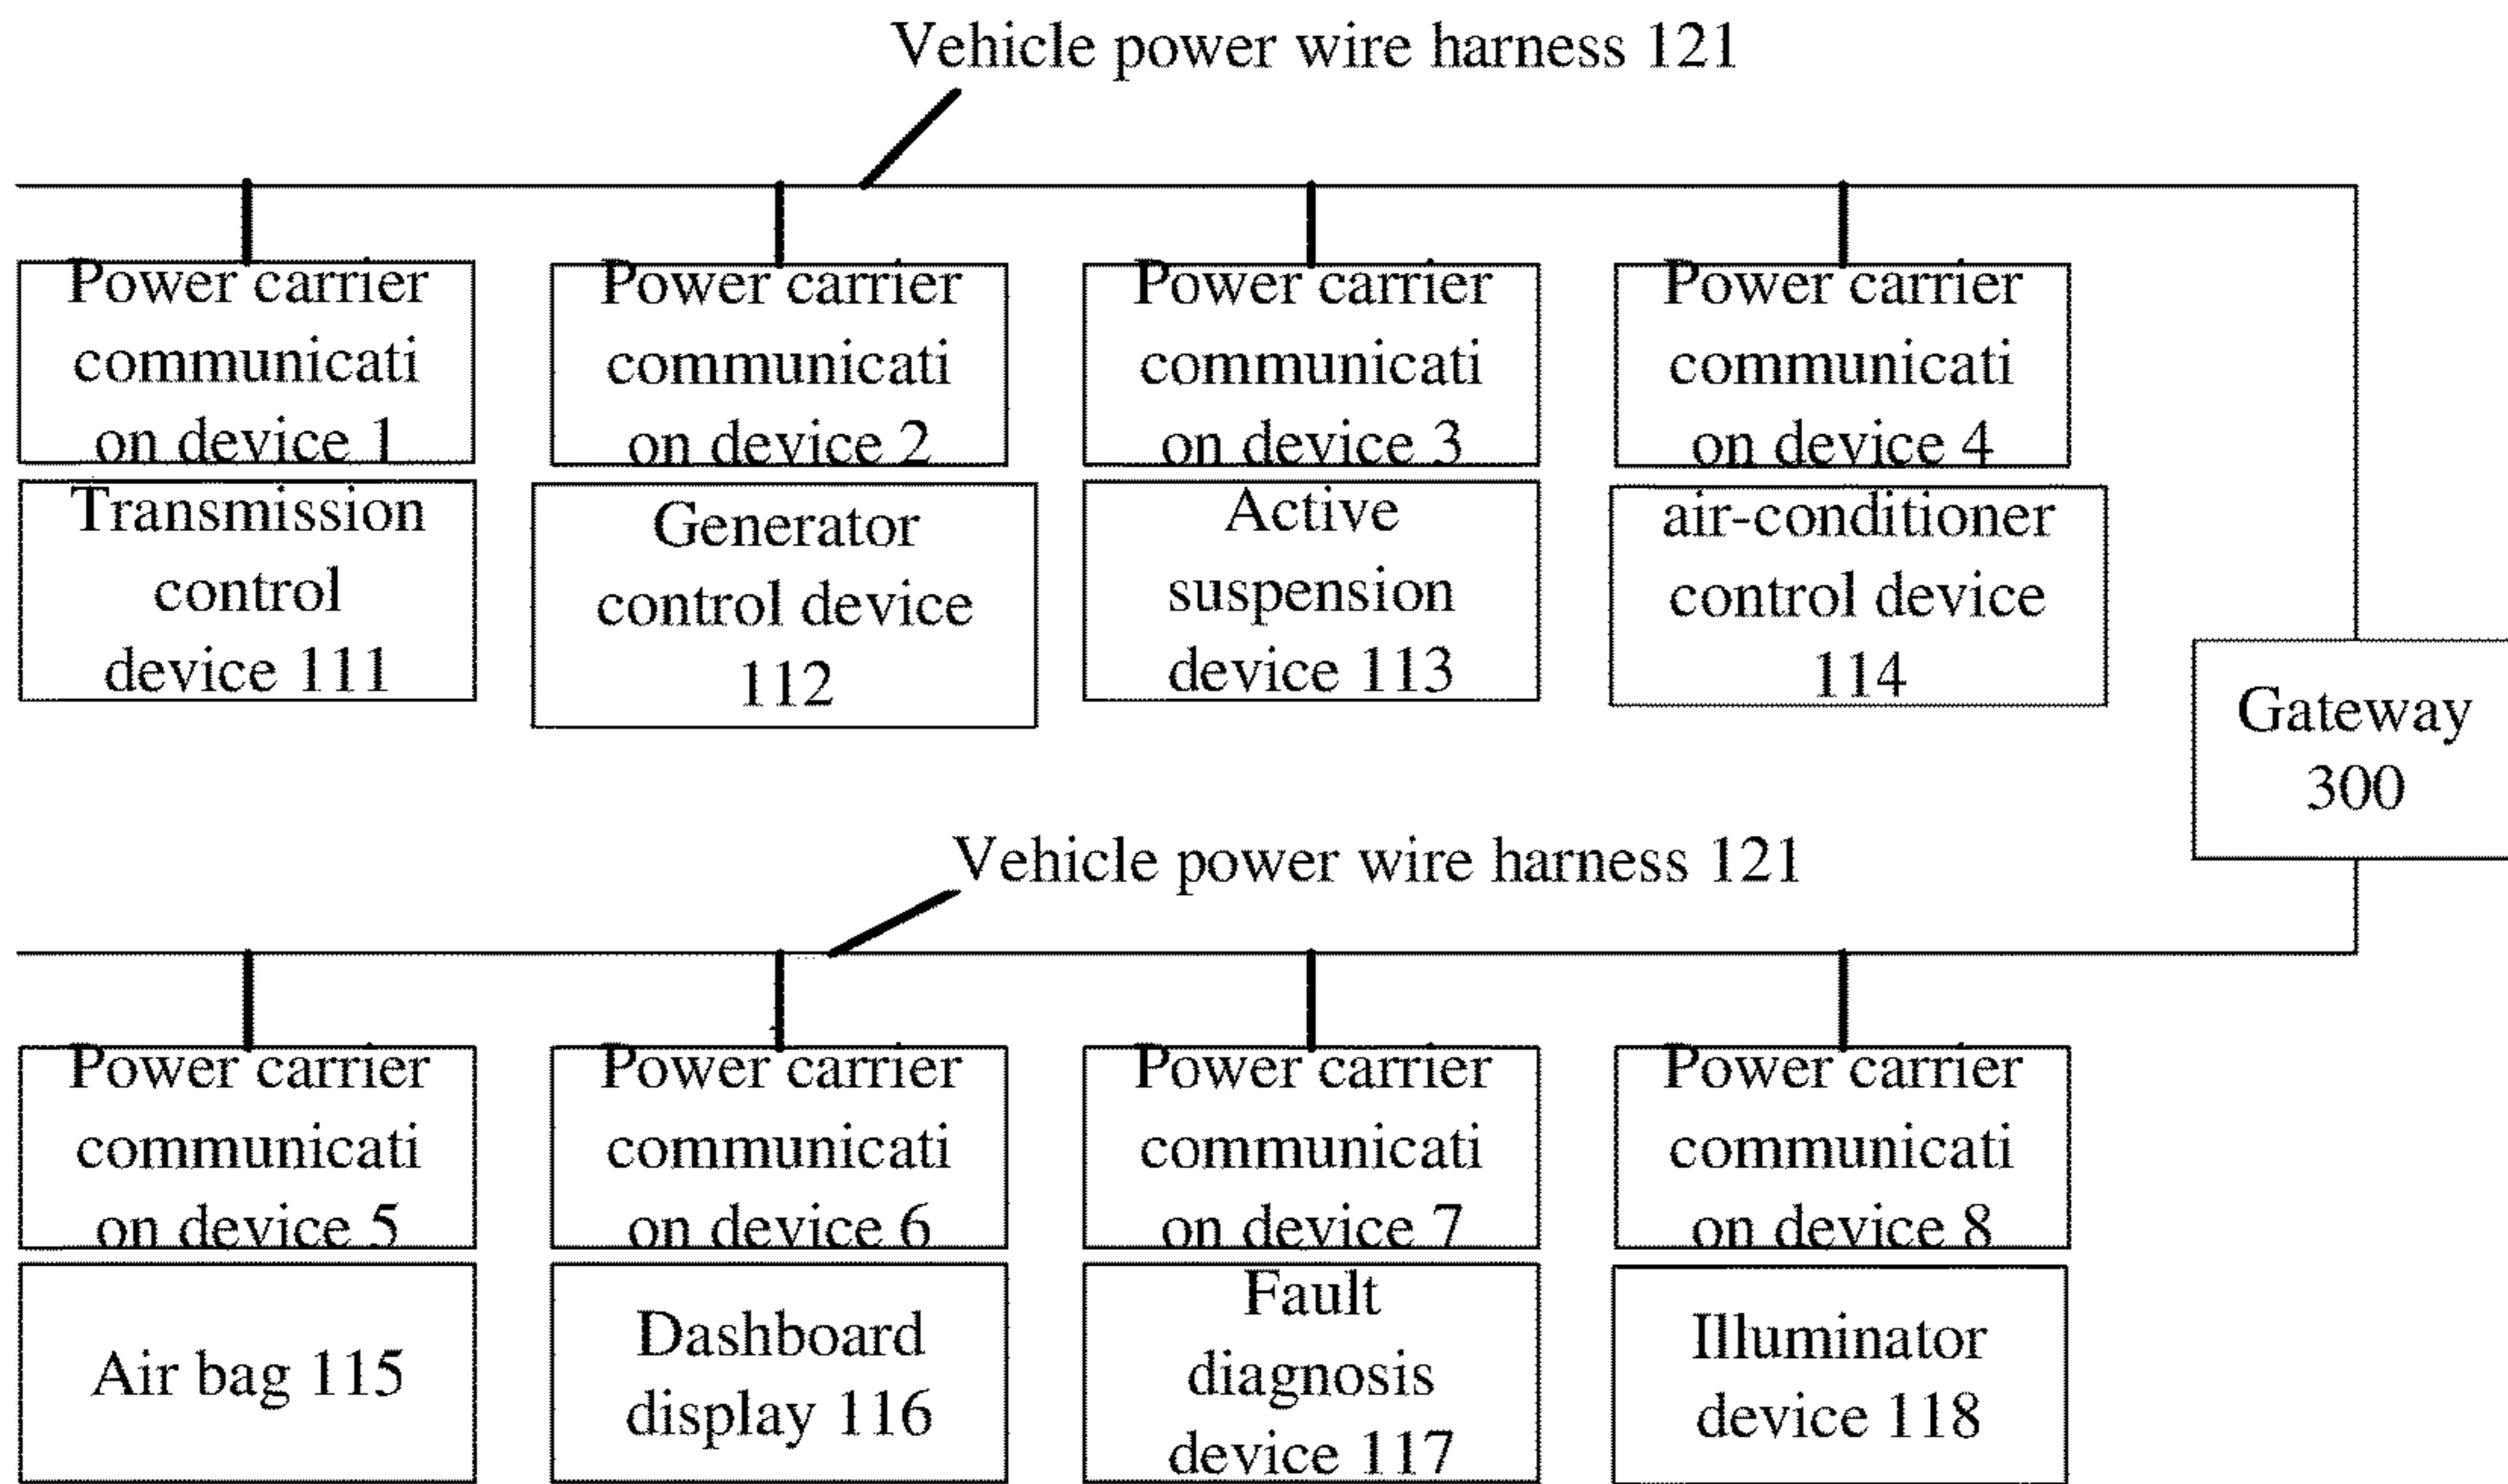 Vehicle power wire harness 121
Power carrier
communicati
on device 1
Power carrier
communicati
on device 2
Power carrier
communicati
on device 3
Power carrier
communicati
on device 4
Transmission
control
device 111
Generator
control device
112
Active
suspension
device 113
air-conditioner
control device
114
Gateway
300
Vehicle power wire harness 121
Power carrier
communicati
on device 5
Power carrier
communicati
on device 6
Power carrier
communicati
on device 7
Power carrier
communicati
on device 8
Air bag 115
Dashboard
display 116
Fault
diagnosis
device 117
Illuminator
device 118